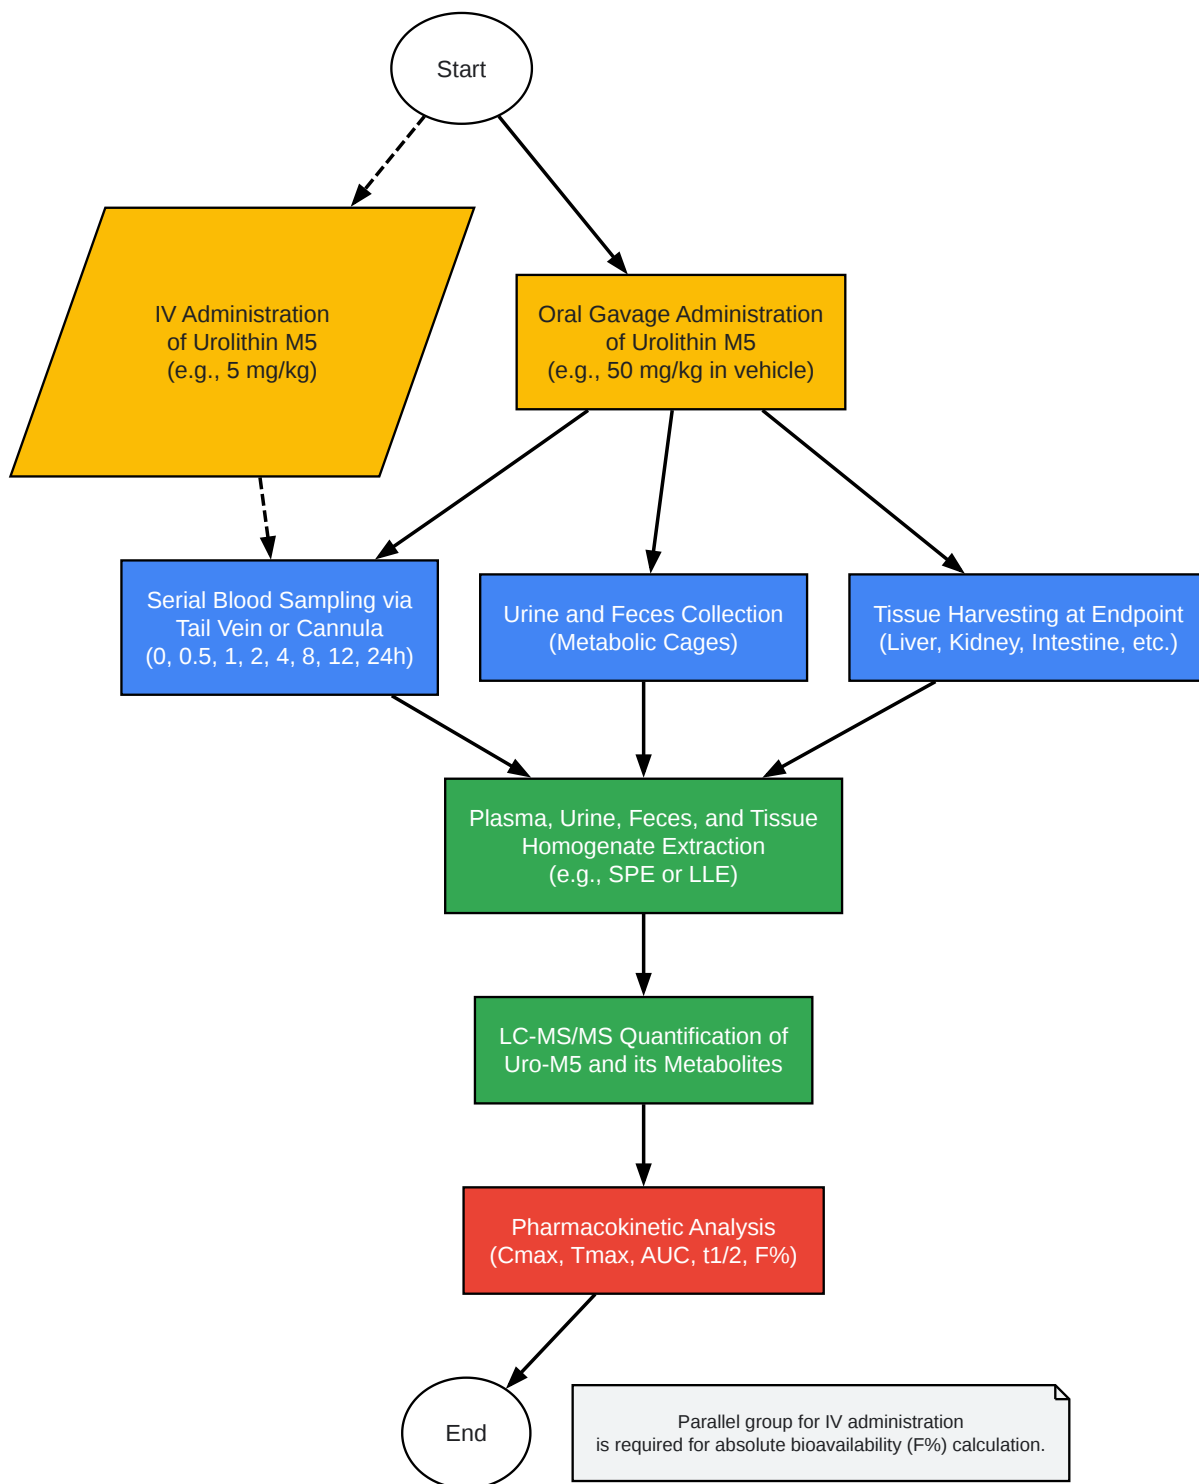 Start
IV Administration
of Urolithin M5
(e.g., 5 mg/kg)
Oral Gavage Administration
of Urolithin M5
(e.g., 50 mg/kg in vehicle)
Serial Blood Sampling via
Tail Vein or Cannula
(0, 0.5, 1, 2, 4, 8, 12, 24h)
Urine and Feces Collection
(Metabolic Cages)
Tissue Harvesting at Endpoint
(Liver, Kidney, Intestine, etc.)
Plasma, Urine, Feces, and Tissue
Homogenate Extraction
(e.g., SPE or LLE)
LC-MS/MS Quantification of
Uro-M5 and its Metabolites
Pharmacokinetic Analysis
(Cmax, Tmax, AUC, t1/2, F%)
End
Parallel group for IV administration
is required for absolute bioavailability (F%) calculation.